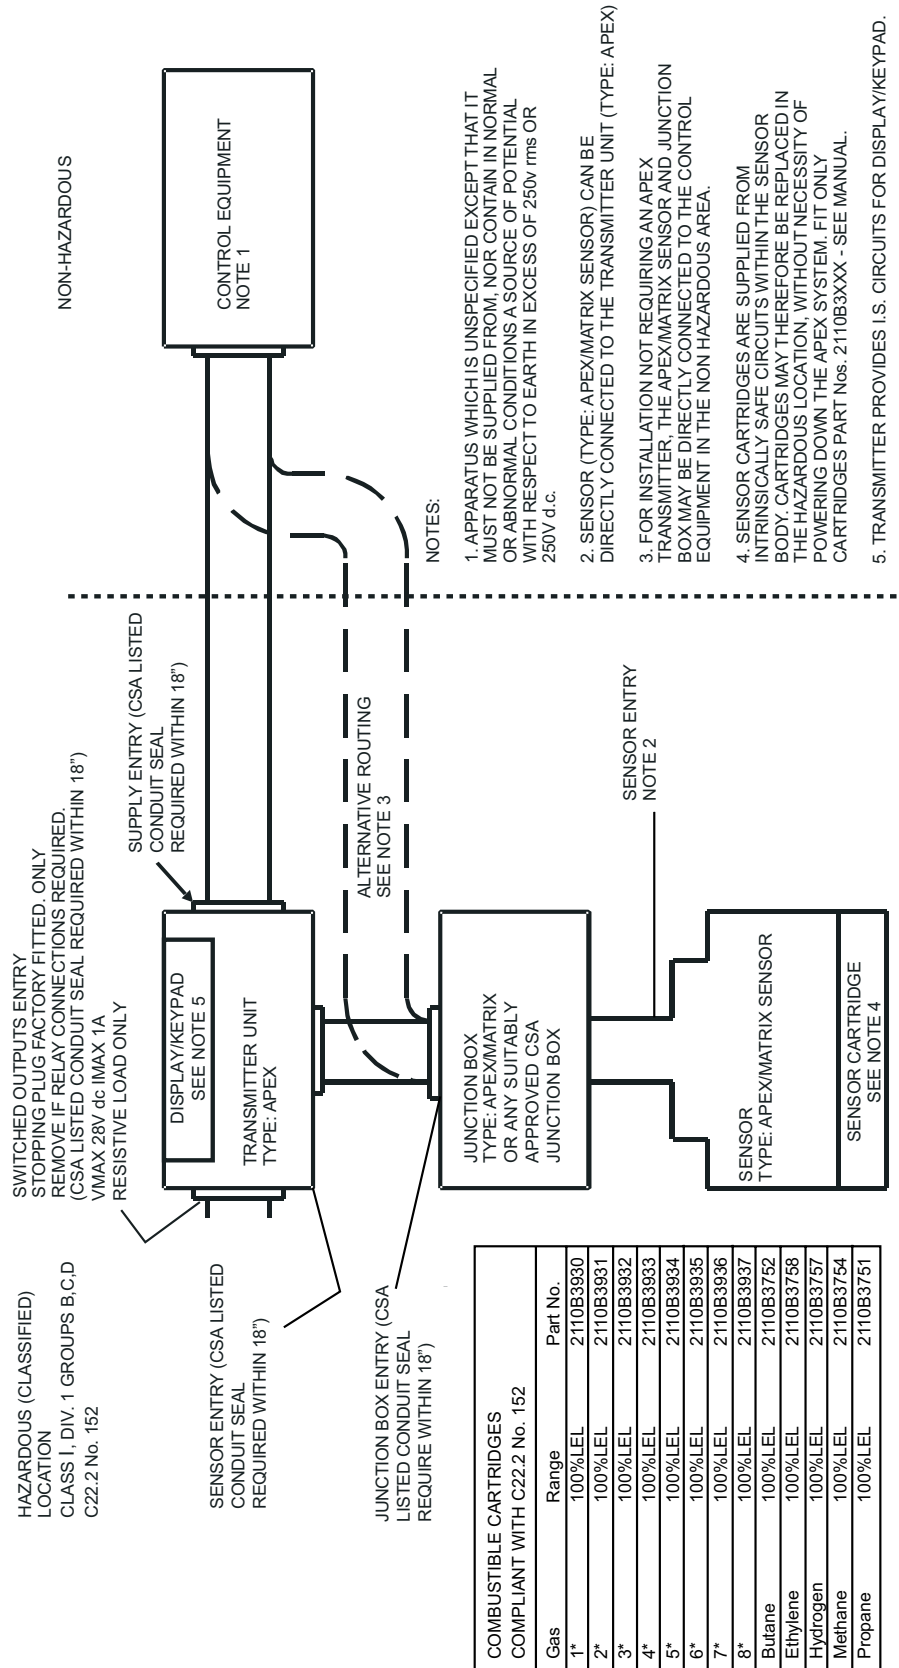 HAZARDOUS (CLASSIFIED)
LOCATION
CLASS I, DIV. 1 GROUPS B,C,D
C22.2 No. 152
SWITCHED OUTPUTS ENTRY
STOPPING PLUG FACTORY FITTED. ONLY
REMOVE IF RELAY CONNECTIONS REQUIRED.
(CSA LISTED CONDUIT SEAL REQUIRED WITHIN 18")
VMAX 28V dc IMAX 1A
RESISTIVE LOAD ONLY
SUPPLY ENTRY (CSA LISTED
CONDUIT SEAL
REQUIRED WITHIN 18")
NON-HAZARDOUS
DISPLAY/KEYPAD
SEE NOTE 5
TRANSMITTER UNIT
TYPE: APEX
CONTROL EQUIPMENT
NOTE 1
SENSOR ENTRY (CSA LISTED
CONDUIT SEAL
REQUIRED WITHIN 18")
ALTERNATIVE ROUTING
SEE NOTE 3
JUNCTION BOX ENTRY (CSA
LISTED CONDUIT SEAL
REQUIRE WITHIN 18")
JUNCTION BOX
TYPE: APEX/MATRIX
OR ANY SUITABLY
APPROVED CSA
JUNCTION BOX
SENSOR ENTRY
NOTE 2
SENSOR
TYPE: APEX/MATRIX SENSOR
SENSOR CARTRIDGE
SEE NOTE 4
NOTES:
1. APPARATUS WHICH IS UNSPECIFIED EXCEPT THAT IT
MUST NOT BE SUPPLIED FROM, NOR CONTAIN IN NORMAL
OR ABNORMAL CONDITIONS A SOURCE OF POTENTIAL
WITH RESPECT TO EARTH IN EXCESS OF 250v rms OR
250V d.c.
2. SENSOR (TYPE: APEX/MATRIX SENSOR) CAN BE
DIRECTLY CONNECTED TO THE TRANSMITTER UNIT (TYPE: APEX)
3. FOR INSTALLATION NOT REQUIRING AN APEX
TRANSMITTER, THE APEX/MATRIX SENSOR AND JUNCTION
BOX MAY BE DIRECTLY CONNECTED TO THE CONTROL
EQUIPMENT IN THE NON HAZARDOUS AREA.
4. SENSOR CARTRIDGES ARE SUPPLIED FROM
INTRINSICALLY SAFE CIRCUITS WITHIN THE SENSOR
BODY. CARTRIDGES MAY THEREFORE BE REPLACED IN
THE HAZARDOUS LOCATION, WITHOUT NECESSITY OF
POWERING DOWN THE APEX SYSTEM. FIT ONLY
CARTRIDGES PART Nos. 2110B3XXX - SEE MANUAL.
5. TRANSMITTER PROVIDES I.S. CIRCUITS FOR DISPLAY/KEYPAD.
COMBUSTIBLE CARTRIDGES
COMPLIANT WITH C22.2 No. 152
Gas Range Part No.
1* 100%LEL 2110B3930
2* 100%LEL 2110B3931
3* 100%LEL 2110B3932
4* 100%LEL 2110B3933
5* 100%LEL 2110B3934
6* 100%LEL 2110B3935
7* 100%LEL 2110B3936
8* 100%LEL 2110B3937
Butane 100%LEL 2110B3752
Ethylene 100%LEL 2110B3758
Hydrogen 100%LEL 2110B3757
Methane 100%LEL 2110B3754
Propane 100%LEL 2110B3751